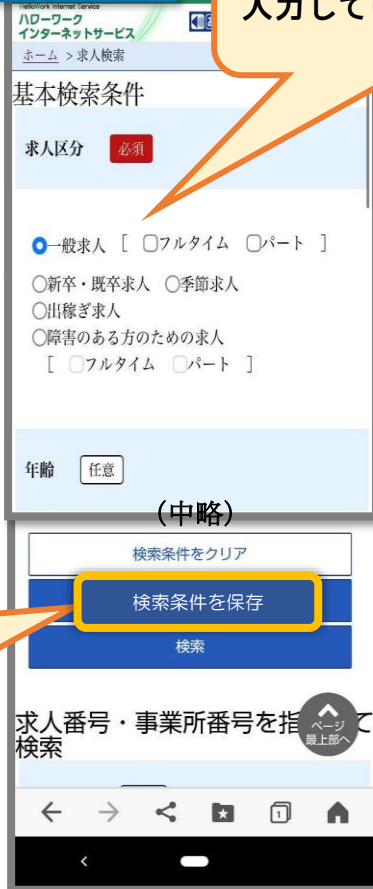 HelloWork Internet Service
ハローワーク
インターネットサービス
ホーム > 求人検索
基本検索条件
求人区分 必須
一般求人 [ フルタイム パート ]
新卒・既卒求人 季節求人
出稼ぎ求人
障害のある方のための求人
[ フルタイム パート ]
年齢 任意
(中略)
検索条件をクリア
検索条件を保存
検索
求人番号・事業所番号を指 て
検索
ページ
最上部へ
1